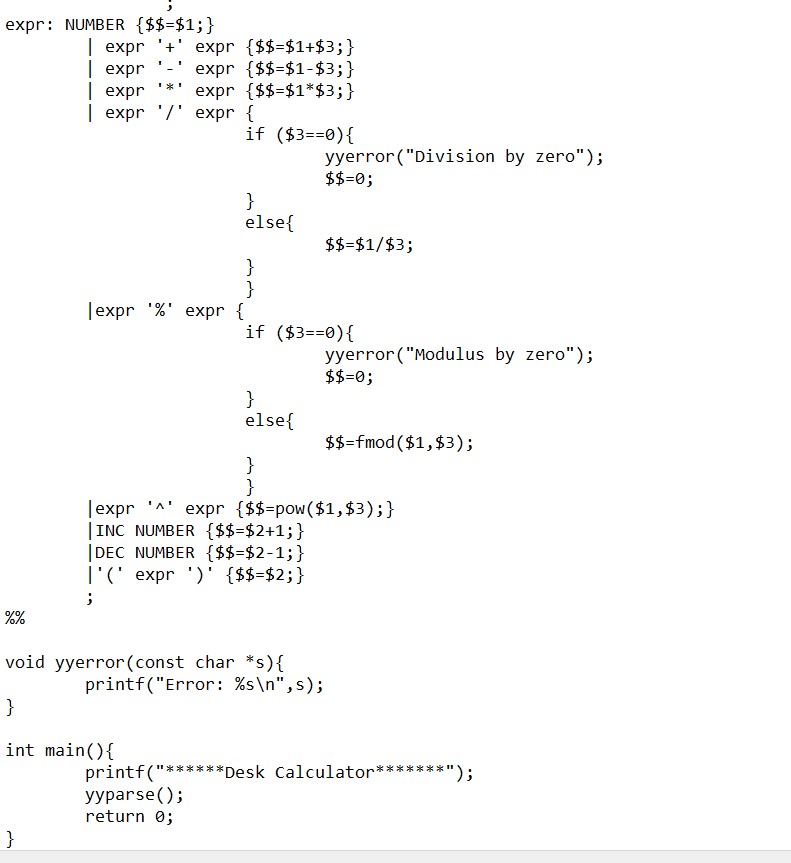 ;
expr: NUMBER {$$=$1;}
| expr '+' expr {$$=$1+$3;}
| expr '-' expr {$$=$1-$3;}
| expr '*' expr {$$=$1*$3;}
| expr '/' expr {
if ($3==0){
yyerror("Division by zero");
$$=0;
}
else{
$$=$1/$3;
}
}
|expr '%' expr {
if ($3==0){
yyerror("Modulus by zero");
$$=0;
}
else{
$$=fmod($1,$3);
}
}
|expr '^' expr {$$=pow($1,$3);}
|INC NUMBER {$$=$2+1;}
|DEC NUMBER {$$=$2-1;}
|'(' expr ')' {$$=$2;}
;
%%
void yyerror(const char *s){
printf("Error: %s\n",s);
}
int main(){
printf("******Desk Calculator*******");
yyparse();
return 0;
}